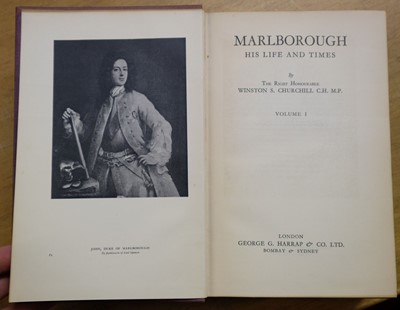 JOHN, DUKE OF MARLBOROUGH
MARLBOROUGH
HIS LIFE AND TIMES
By
THE RIGHT HONOURABLE
WINSTON S. CHURCHILL C.H. M.P.
VOLUME I
LONDON
GEORGE G. HARRAP & CO. LTD.
BOMBAY SYDNEY